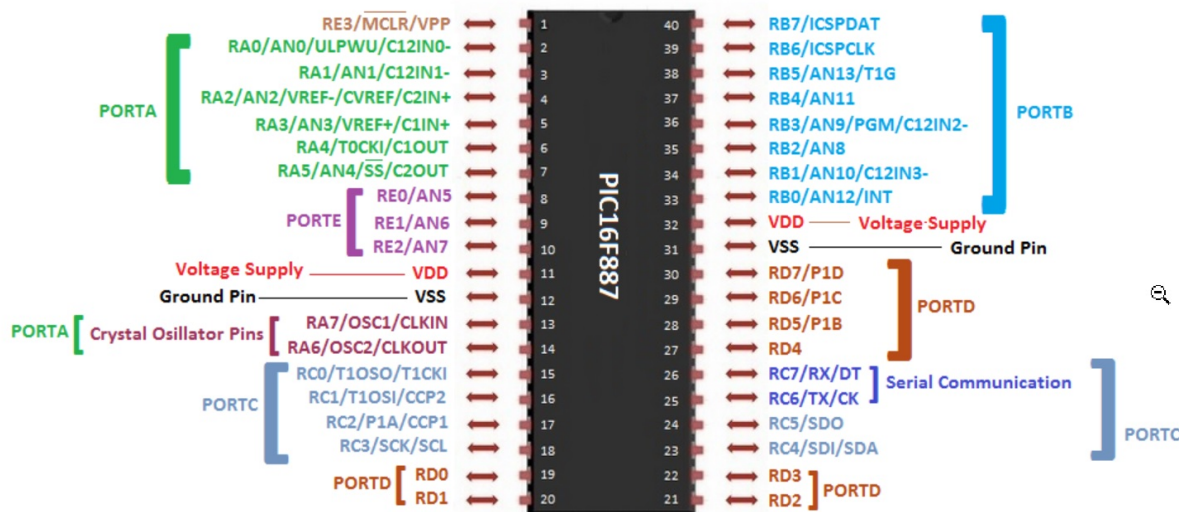 RE3/MCLR/VPP 1 40 RB7/ICSPDAT
RA0/AN0/ULPWU/C12IN0- 2 39 RB6/ICSPCLK
RA1/AN1/C12IN1- 3 38 RB5/AN13/T1G
RA2/AN2/VREF-/CVREF/C2IN+ 4 37 RB4/AN11
PORTA PORTB
RA3/AN3/VREF+/C1IN+ 5 36 RB3/AN9/PGM/C12IN2-
RA4/T0CKI/C1OUT 6 35 RB2/AN8
RA5/AN4/SS/C2OUT 7 34 RB1/AN10/C12IN3-
RE0/AN5 8 33 RB0/AN12/INT
PORTE RE1/AN6 9 32 VDD Voltage Supply
RE2/AN7 10 31 VSS Ground Pin
PIC16F887
Voltage Supply VDD 11 30 RD7/P1D
Ground Pin VSS 12 29 RD6/P1C
PORTD
PORTA Crystal Osillator Pins RA7/OSC1/CLKIN 13 28 RD5/P1B
RA6/OSC2/CLKOUT 14 27 RD4
RC0/T1OSO/T1CKI 15 26 RC7/RX/DT Serial Communication
PORTC RC1/T1OSI/CCP2 16 25 RC6/TX/CK
RC2/P1A/CCP1 17 24 RC5/SDO
PORTC
RC3/SCK/SCL 18 23 RC4/SDI/SDA
PORTD RD0 19 22 RD3 PORTD
RD1 20 21 RD2